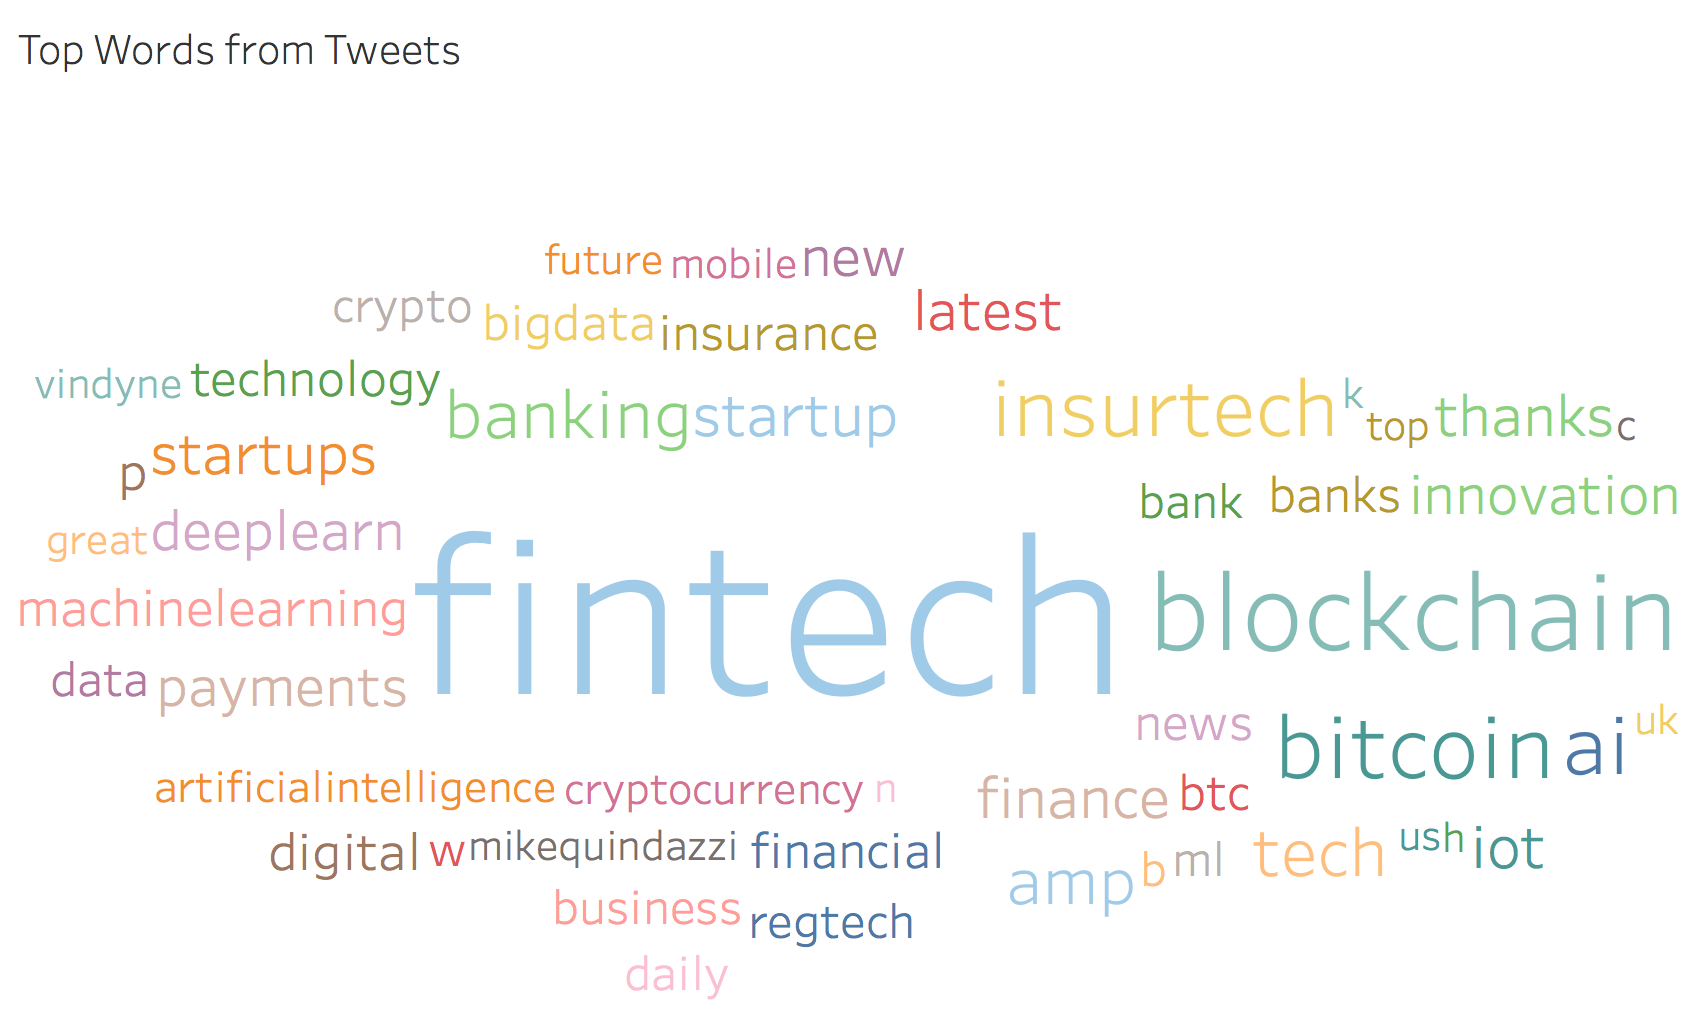 Top Words from Tweets
future mobile new
crypto bigdata insurance latest
vindyne technology banking startup insurtech k top thanks c
p startups bank banks innovation
great deeplearn
machinelearning fintech blockchain
data payments
news bitcoin ai uk
artificialintelligence cryptocurrency n finance btc
digital w mikequindazzi financial amp b ml tech us h iot
business regtech
daily